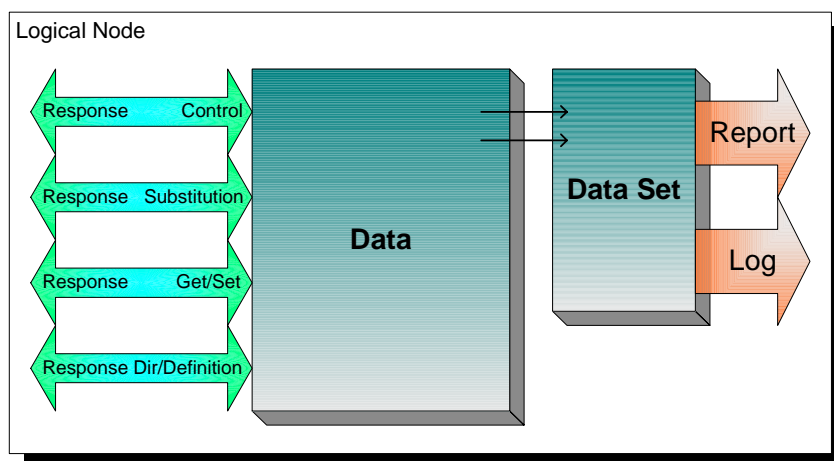 Logical Node
Response Control
Response Substitution
Response Get/Set
Response Dir/Definition
Data
Data Set
Report
Log